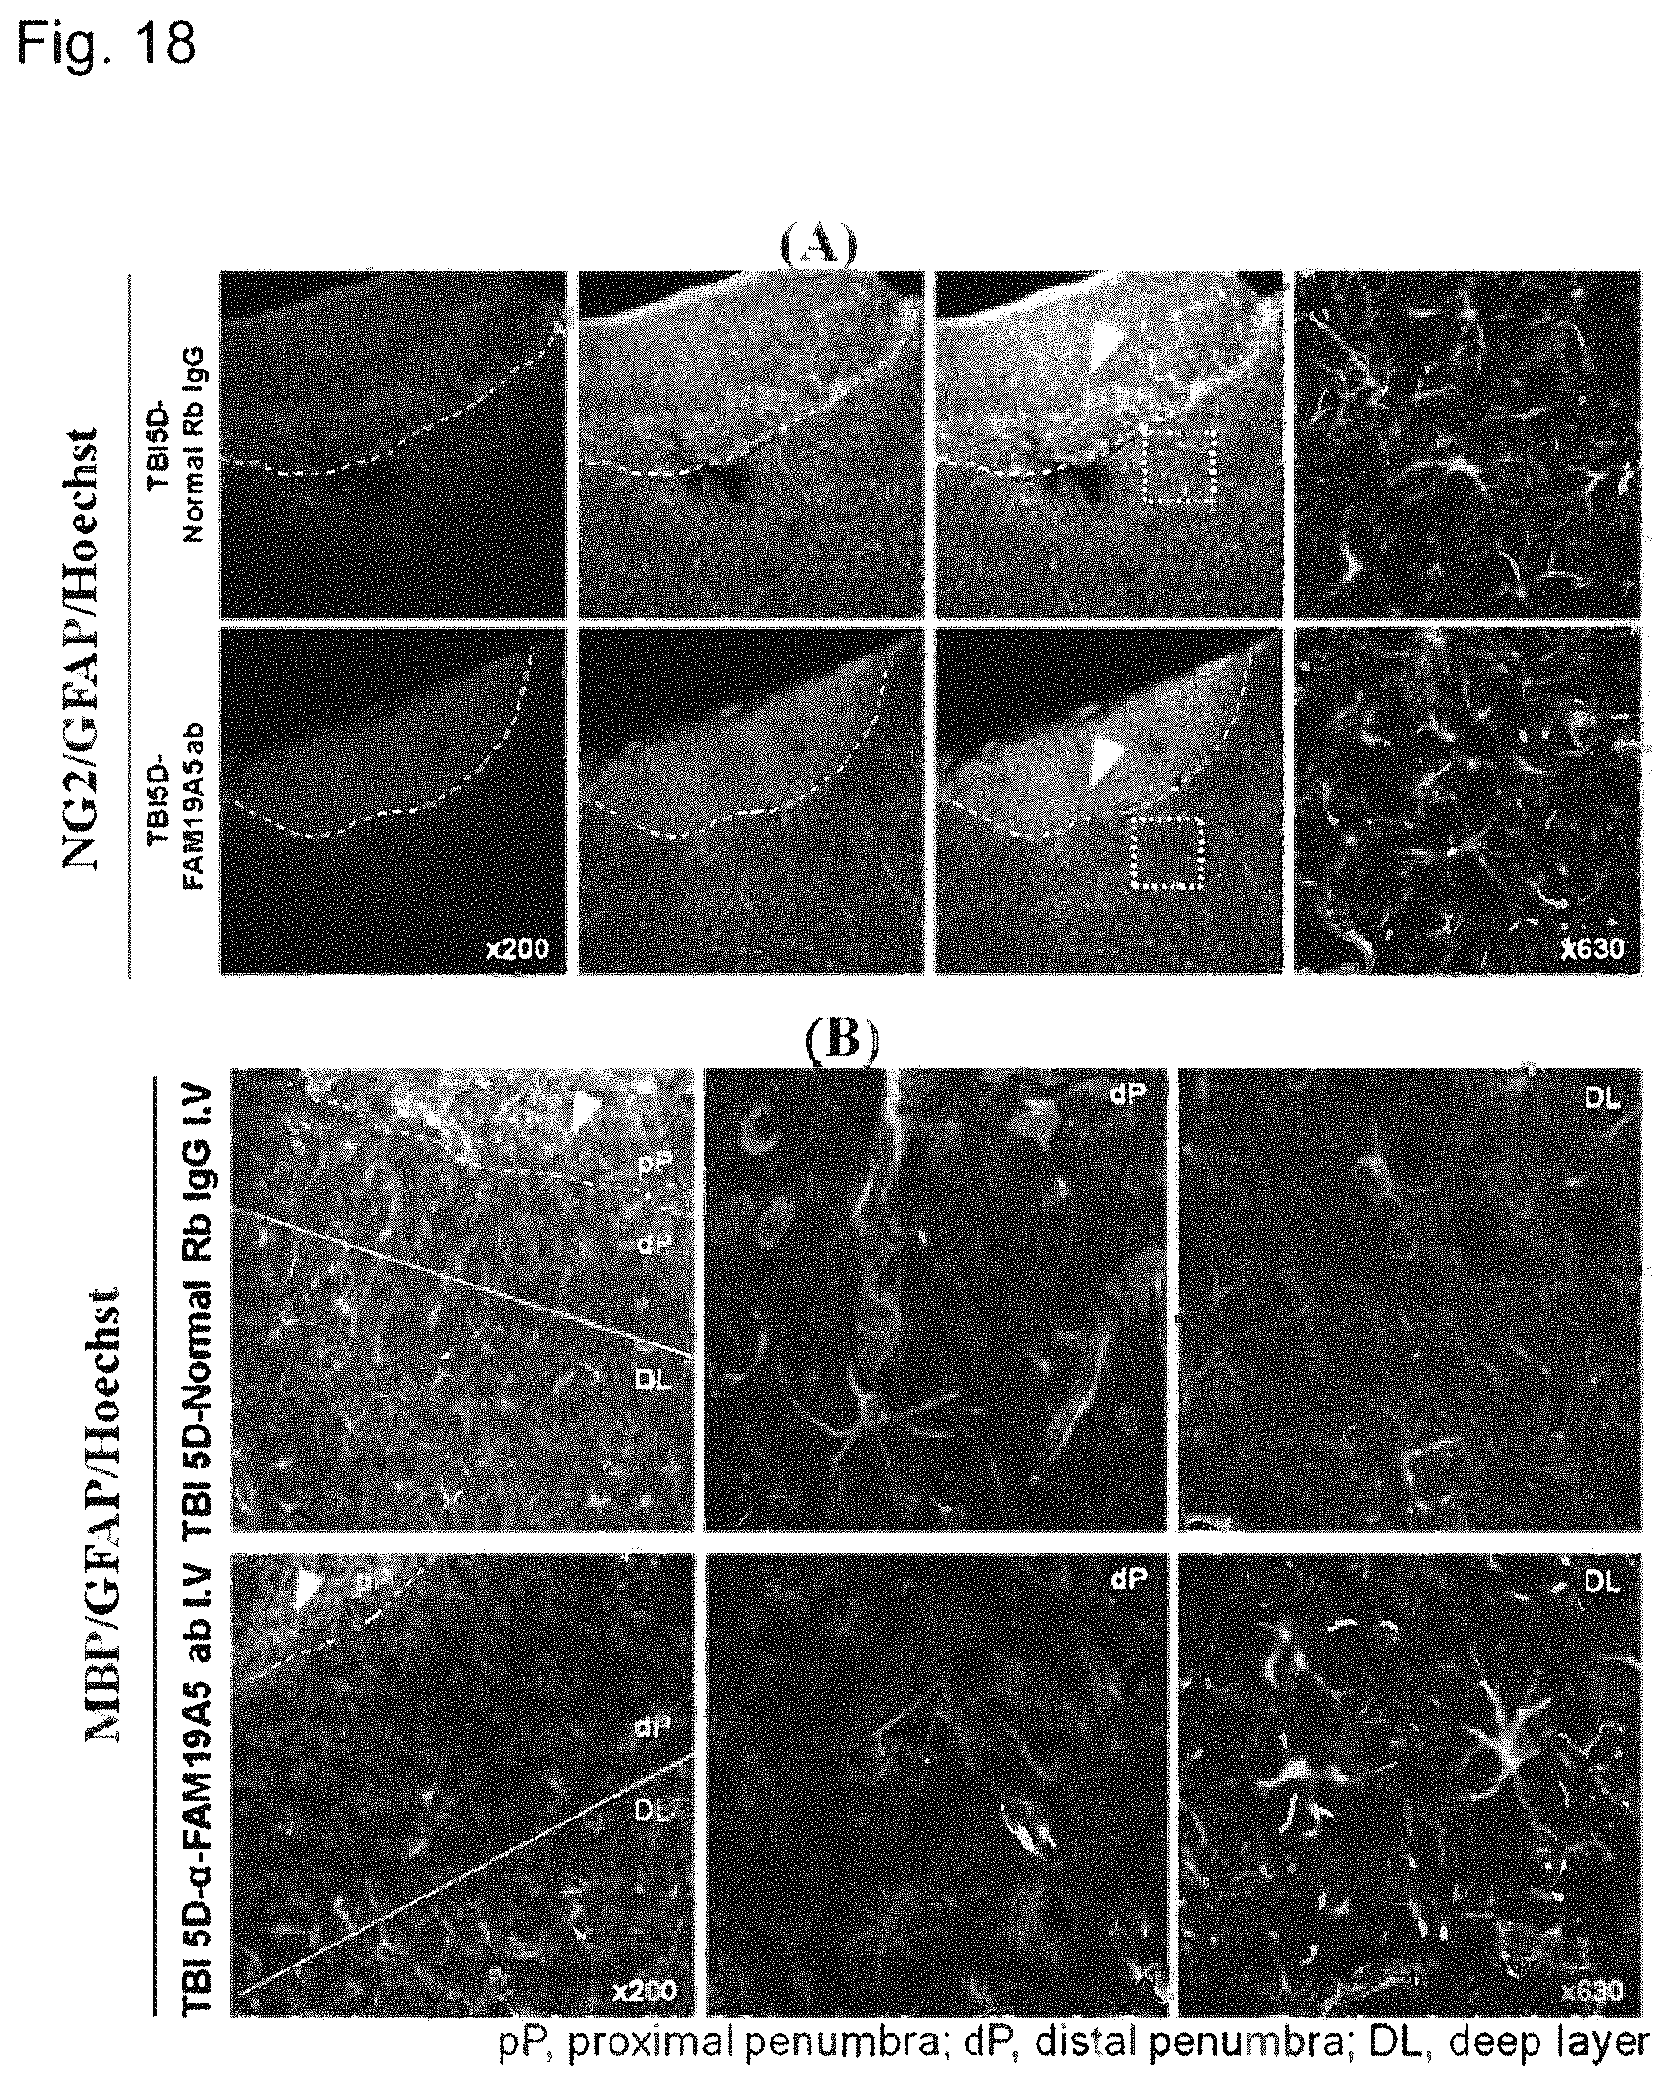 Fig. 18
(A)
NG2/GFAP/Hoechst
TBI5D-
Normal Rb IgG
TBI5D-
FAM19A5ab
x200
x630
(B)
MBP/GFAP/Hoechst
TBI 5D-Normal Rb IgG I.V
pP
dP
DL
dP
DL
TBI 5D-α-FAM19A5 ab I.V
pP
dP
DL
x200
dP
DL
x630
pP, proximal penumbra; dP, distal penumbra; DL, deep layer